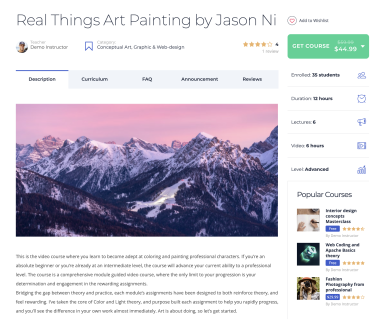 Real Things Art Painting by Jason Ni
Teacher
Demo Instructor
Category
Conceptual Art, Graphic & Web-design
4
1 review
Add to Wishlist
GET COURSE
$44.99
Description
Curriculum
FAQ
Announcement
Reviews
Enrolled: 35 students
Duration: 12 hours
Lectures: 6
Video: 6 hours
Level: Advanced
This is the video course where you learn to become adept at coloring and painting professional characters. If you're an
absolute beginner or you're already at an intermediate level, the course will advance your current ability to a professional
level. The course is a comprehensive module guided video course, where the only limit to your progression is your
determination and engagement in the rewarding assignments.
Bridging the gap between theory and practice, each module's assignments have been designed to both reinforce theory, and
feel rewarding. I've taken the core of Color and Light theory, and purpose built each assignment to help you rapidly progress,
and you'll see the difference in your own work almost immediately. Art is about doing, so let's get started.
Popular Courses
Interior design
concepts
Masterclass
Free
By Demo Instructor
Web Coding and
Apache Basics
theory
Free
By Demo Instructor
Fashion
Photography from
professional
By Demo Instructor